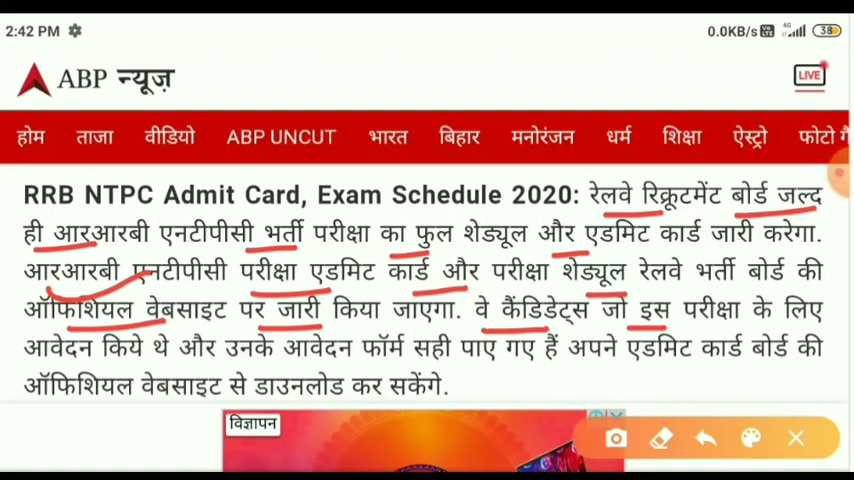 2:42 PM 0.0KB/s 4G 38
ABP न्यूज़ LIVE
होम ताजा वीडियो ABP UNCUT भारत बिहार मनोरंजन धर्म शिक्षा ऐस्ट्रो फोटो गै
RRB NTPC Admit Card, Exam Schedule 2020: रेलवे रिक्रूटमेंट बोर्ड जल्द
ही आरआरबी एनटीपीसी भर्ती परीक्षा का फुल शेड्यूल और एडमिट कार्ड जारी करेगा.
आरआरबी एनटीपीसी परीक्षा एडमिट कार्ड और परीक्षा शेड्यूल रेलवे भर्ती बोर्ड की
ऑफिशियल वेबसाइट पर जारी किया जाएगा. वे कैंडिडेट्स जो इस परीक्षा के लिए
आवेदन किये थे और उनके आवेदन फॉर्म सही पाए गए हैं अपने एडमिट कार्ड बोर्ड की
ऑफिशियल वेबसाइट से डाउनलोड कर सकेंगे.
विज्ञापन